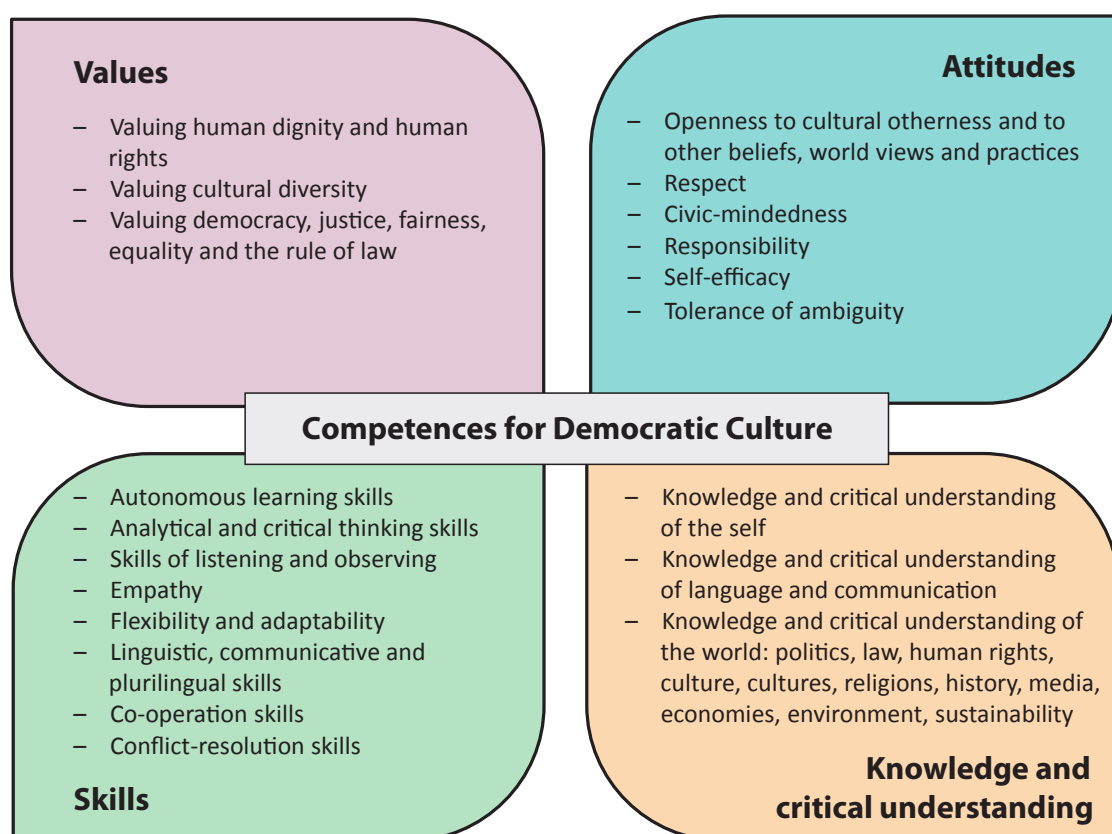 Values
– Valuing human dignity and human
rights
– Valuing cultural diversity
– Valuing democracy, justice, fairness,
equality and the rule of law
Attitudes
– Openness to cultural otherness and to
other beliefs, world views and practices
– Respect
– Civic-mindedness
– Responsibility
– Self-efficacy
– Tolerance of ambiguity
Competences for Democratic Culture
– Autonomous learning skills
– Analytical and critical thinking skills
– Skills of listening and observing
– Empathy
– Flexibility and adaptability
– Linguistic, communicative and
plurilingual skills
– Co-operation skills
– Conflict-resolution skills
Skills
– Knowledge and critical understanding
of the self
– Knowledge and critical understanding
of language and communication
– Knowledge and critical understanding of
the world: politics, law, human rights,
culture, cultures, religions, history, media,
economies, environment, sustainability
Knowledge and
critical understanding